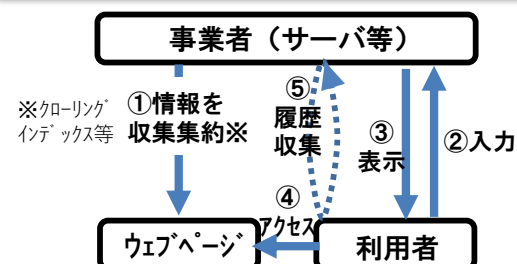 事業者（サーバ等）
※ｸﾛｰﾘﾝｸﾞ
ｲﾝﾃﾞｯｸｽ等
①情報を
収集集約※
⑤
履歴
収集
③
表示
②入力
④
ｱｸｾｽ
ｳｪﾌﾞﾍﾟｰｼﾞ
利用者